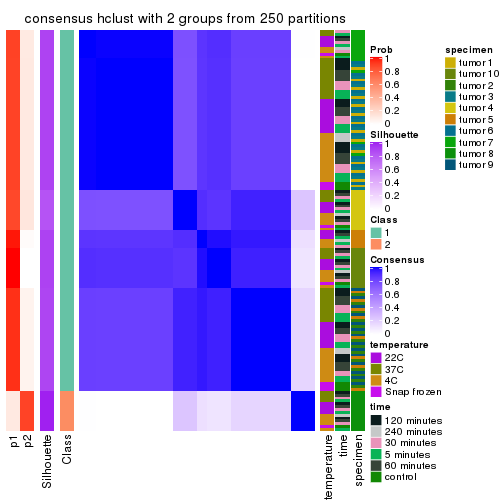 consensus hclust with 2 groups from 250 partitions
Prob
1
0.8
0.6
0.4
0.2
0
Silhouette
1
0.8
0.6
0.4
0.2
0
Class
1
2
Consensus
1
0.8
0.6
0.4
0.2
0
temperature
22C
37C
4C
Snap frozen
time
120 minutes
240 minutes
30 minutes
5 minutes
60 minutes
control
specimen
tumor 1
tumor 10
tumor 2
tumor 3
tumor 4
tumor 5
tumor 6
tumor 7
tumor 8
tumor 9
p1
p2
Silhouette
Class
temperature
time
specimen